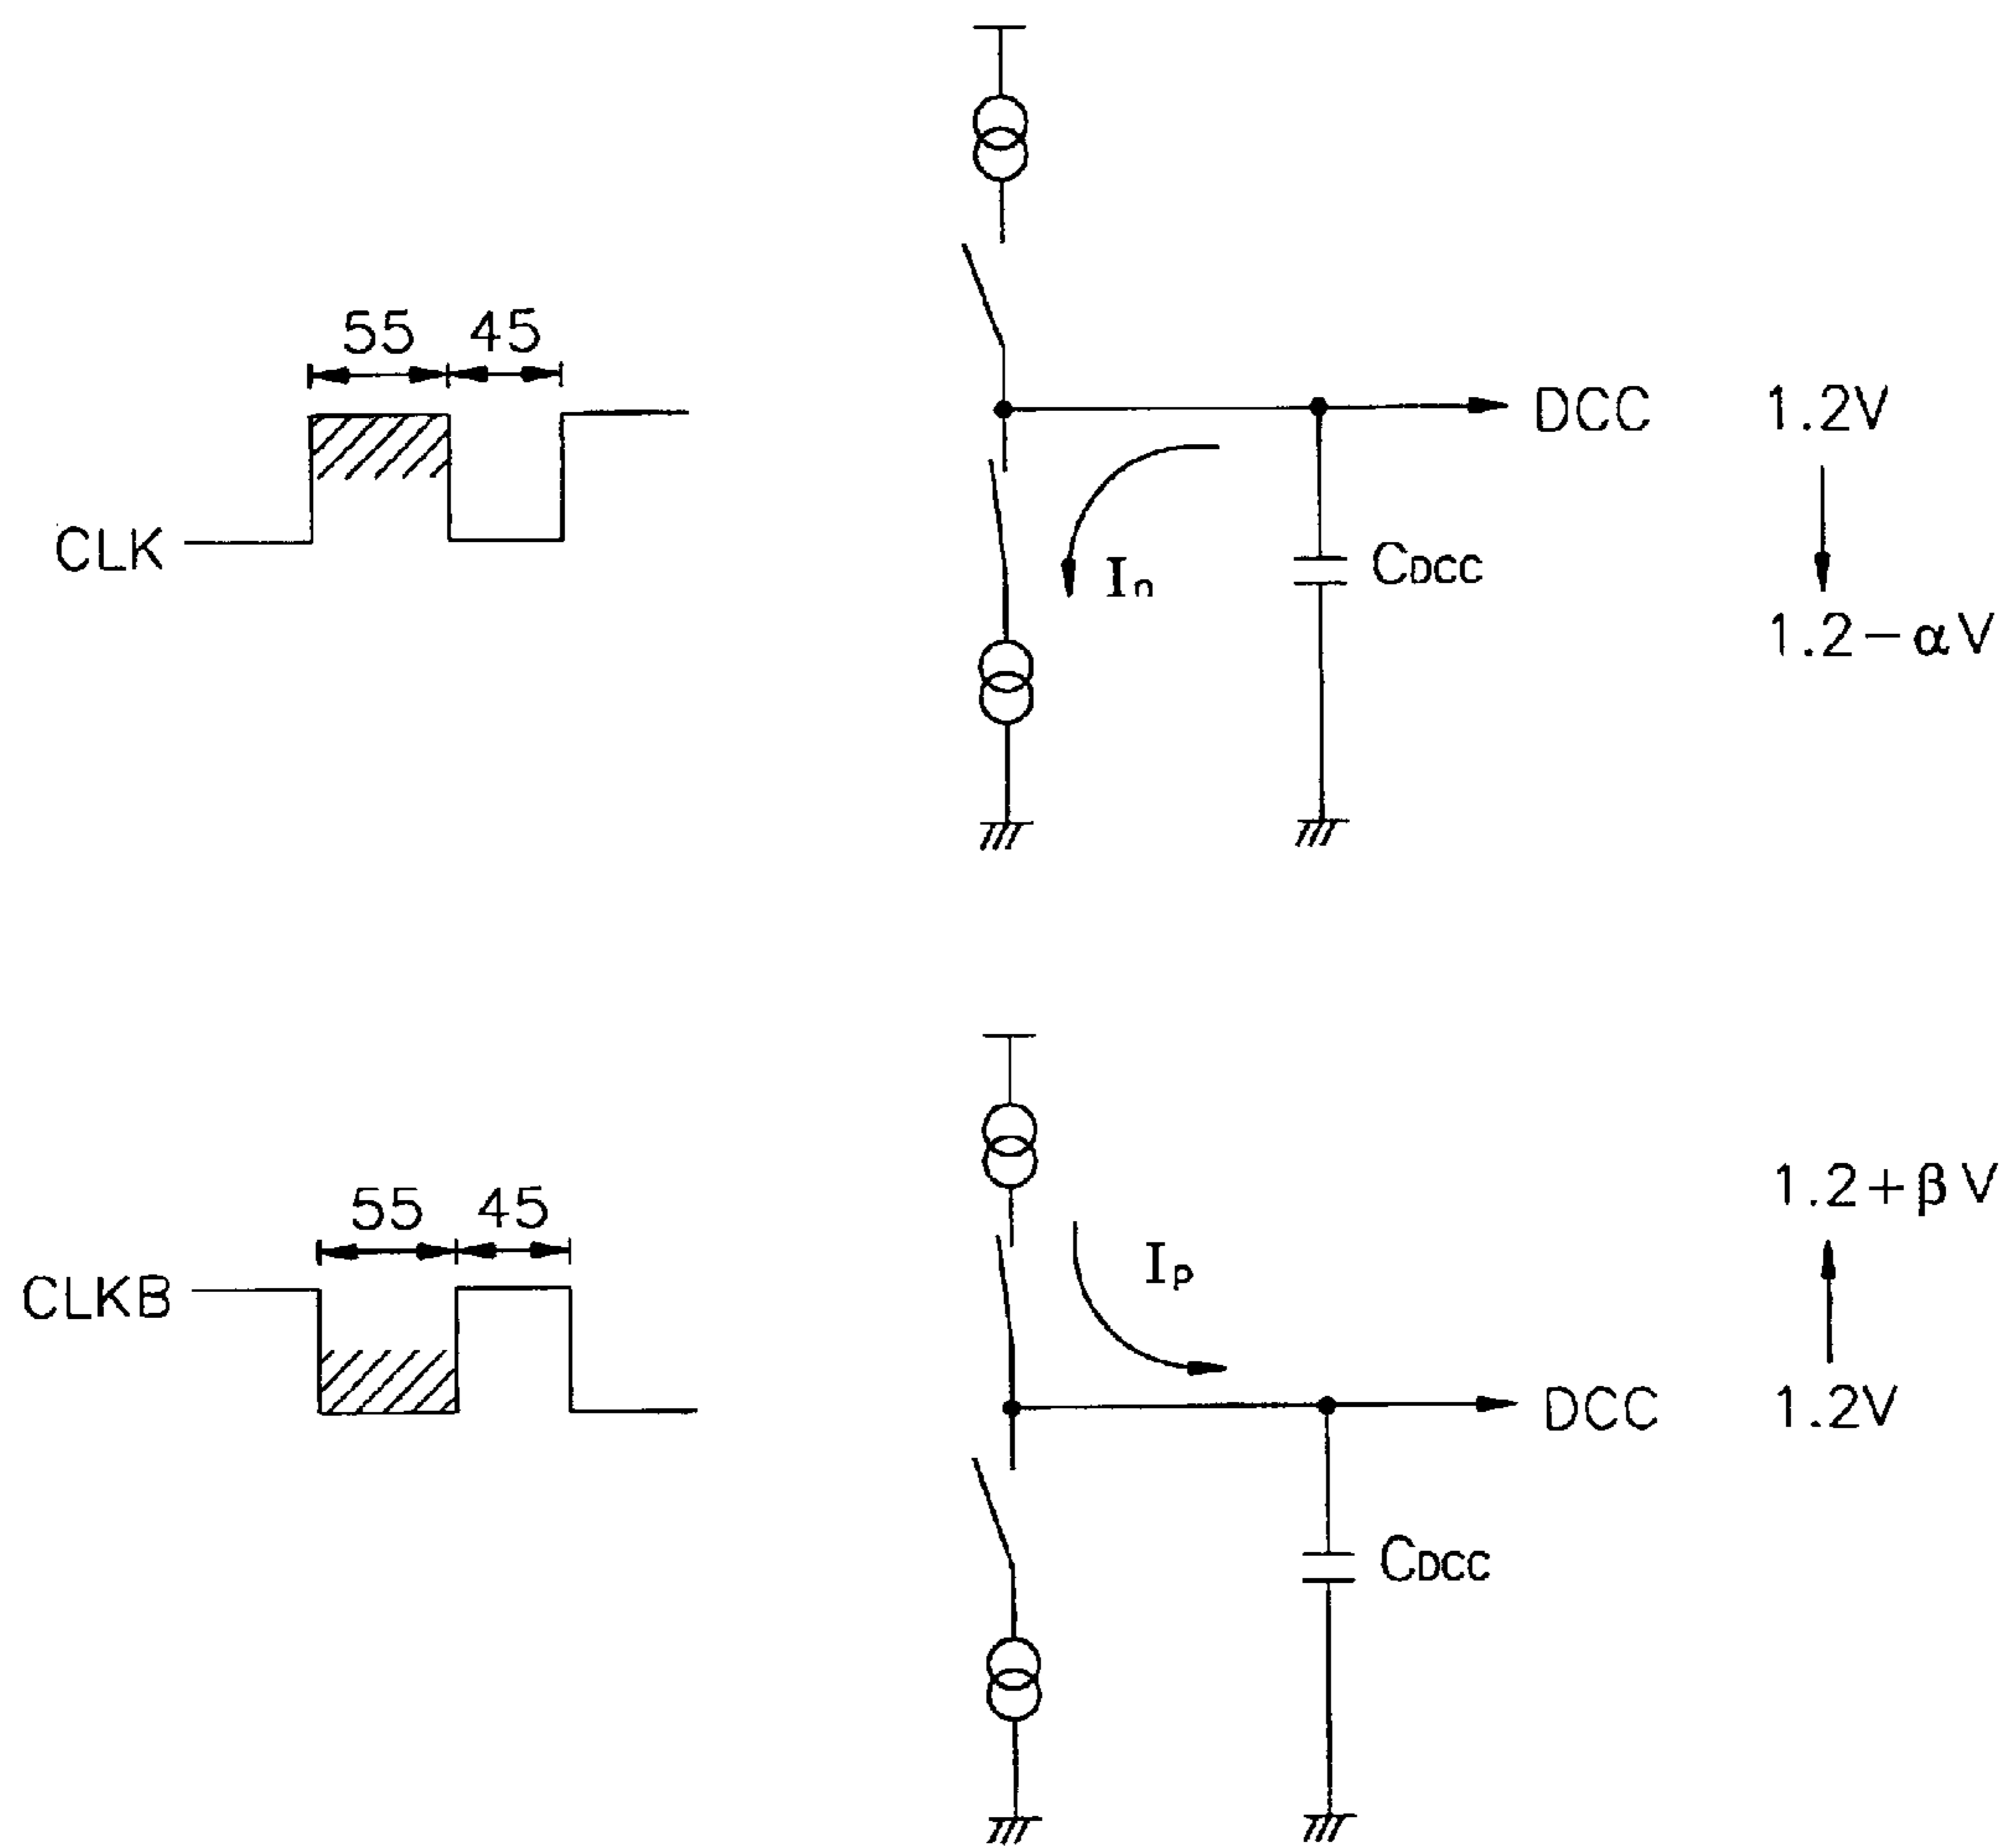 55 45
CLK
DCC
1.2V
In
CDCC
1.2-αV
55 45
CLKB
Ip
1.2+βV
DCC
1.2V
CDCC